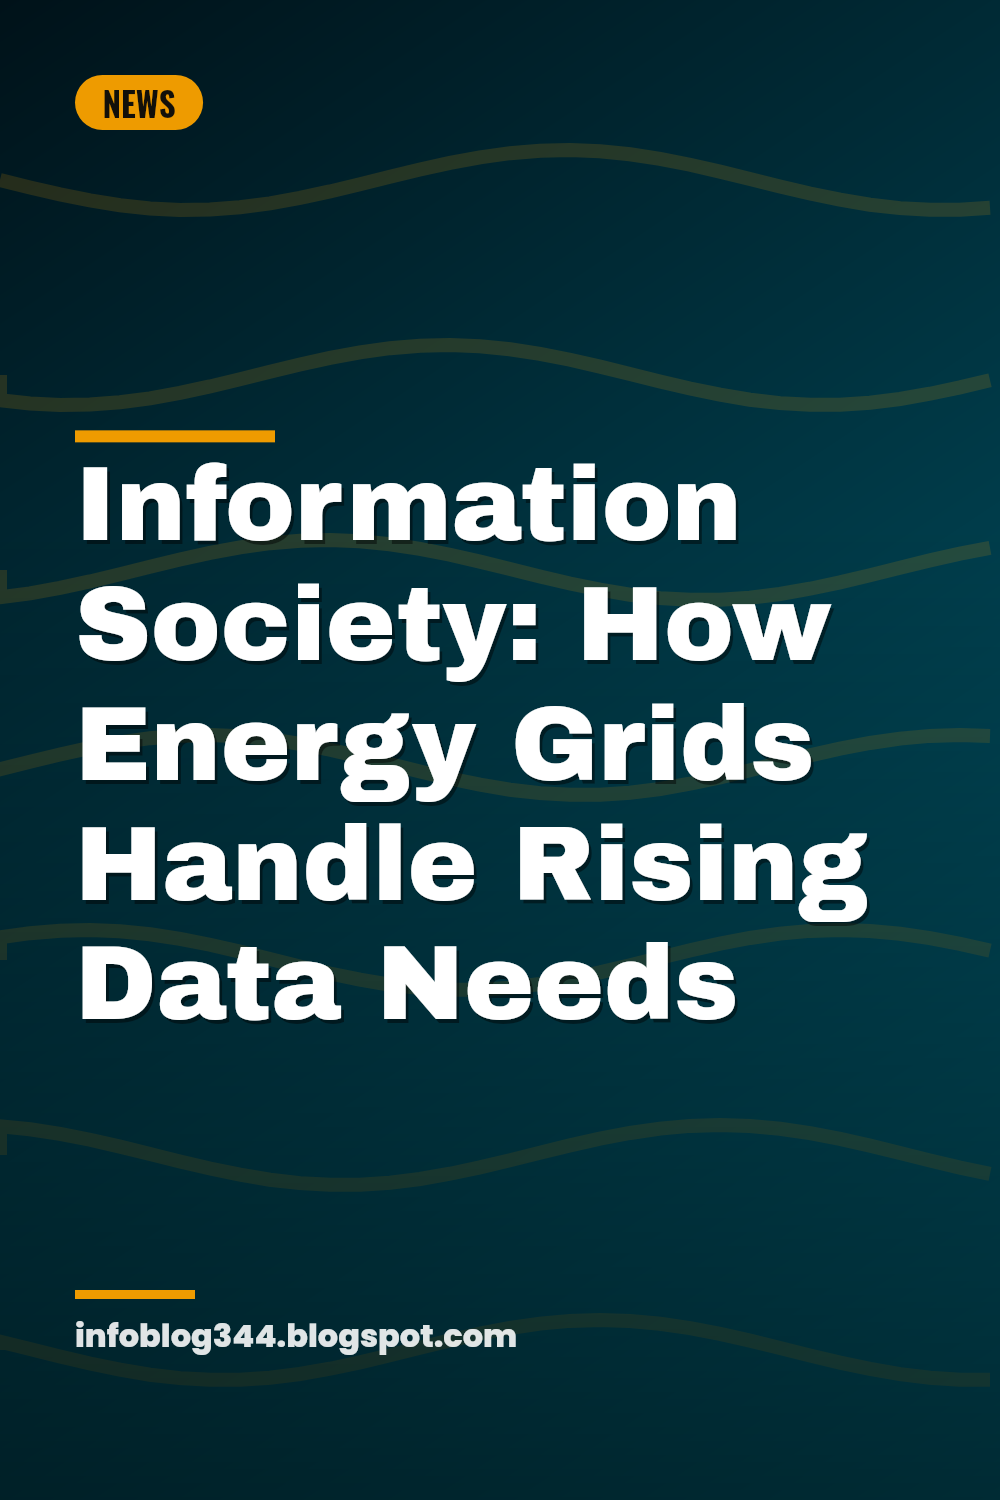 NEWS
Information
Society: How
Energy Grids
Handle Rising
Data Needs
infoblog344.blogspot.com